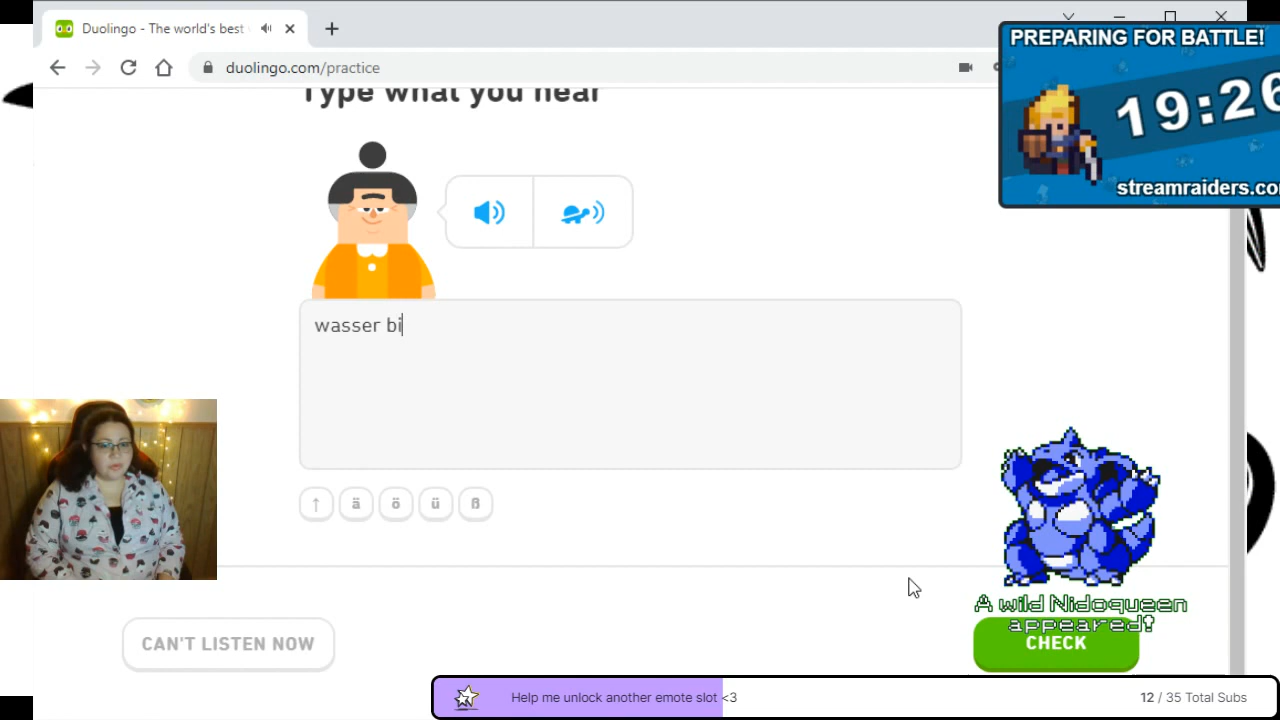 Duolingo - The world's best
PREPARING FOR BATTLE!
19:26
streamraiders.co
duolingo.com/practice
Type what you hear
wasser bi
ä ö ü ß
A wild Nidoqueen
appeared!
CAN'T LISTEN NOW
CHECK
Help me unlock another emote slot <3
12 / 35 Total Subs